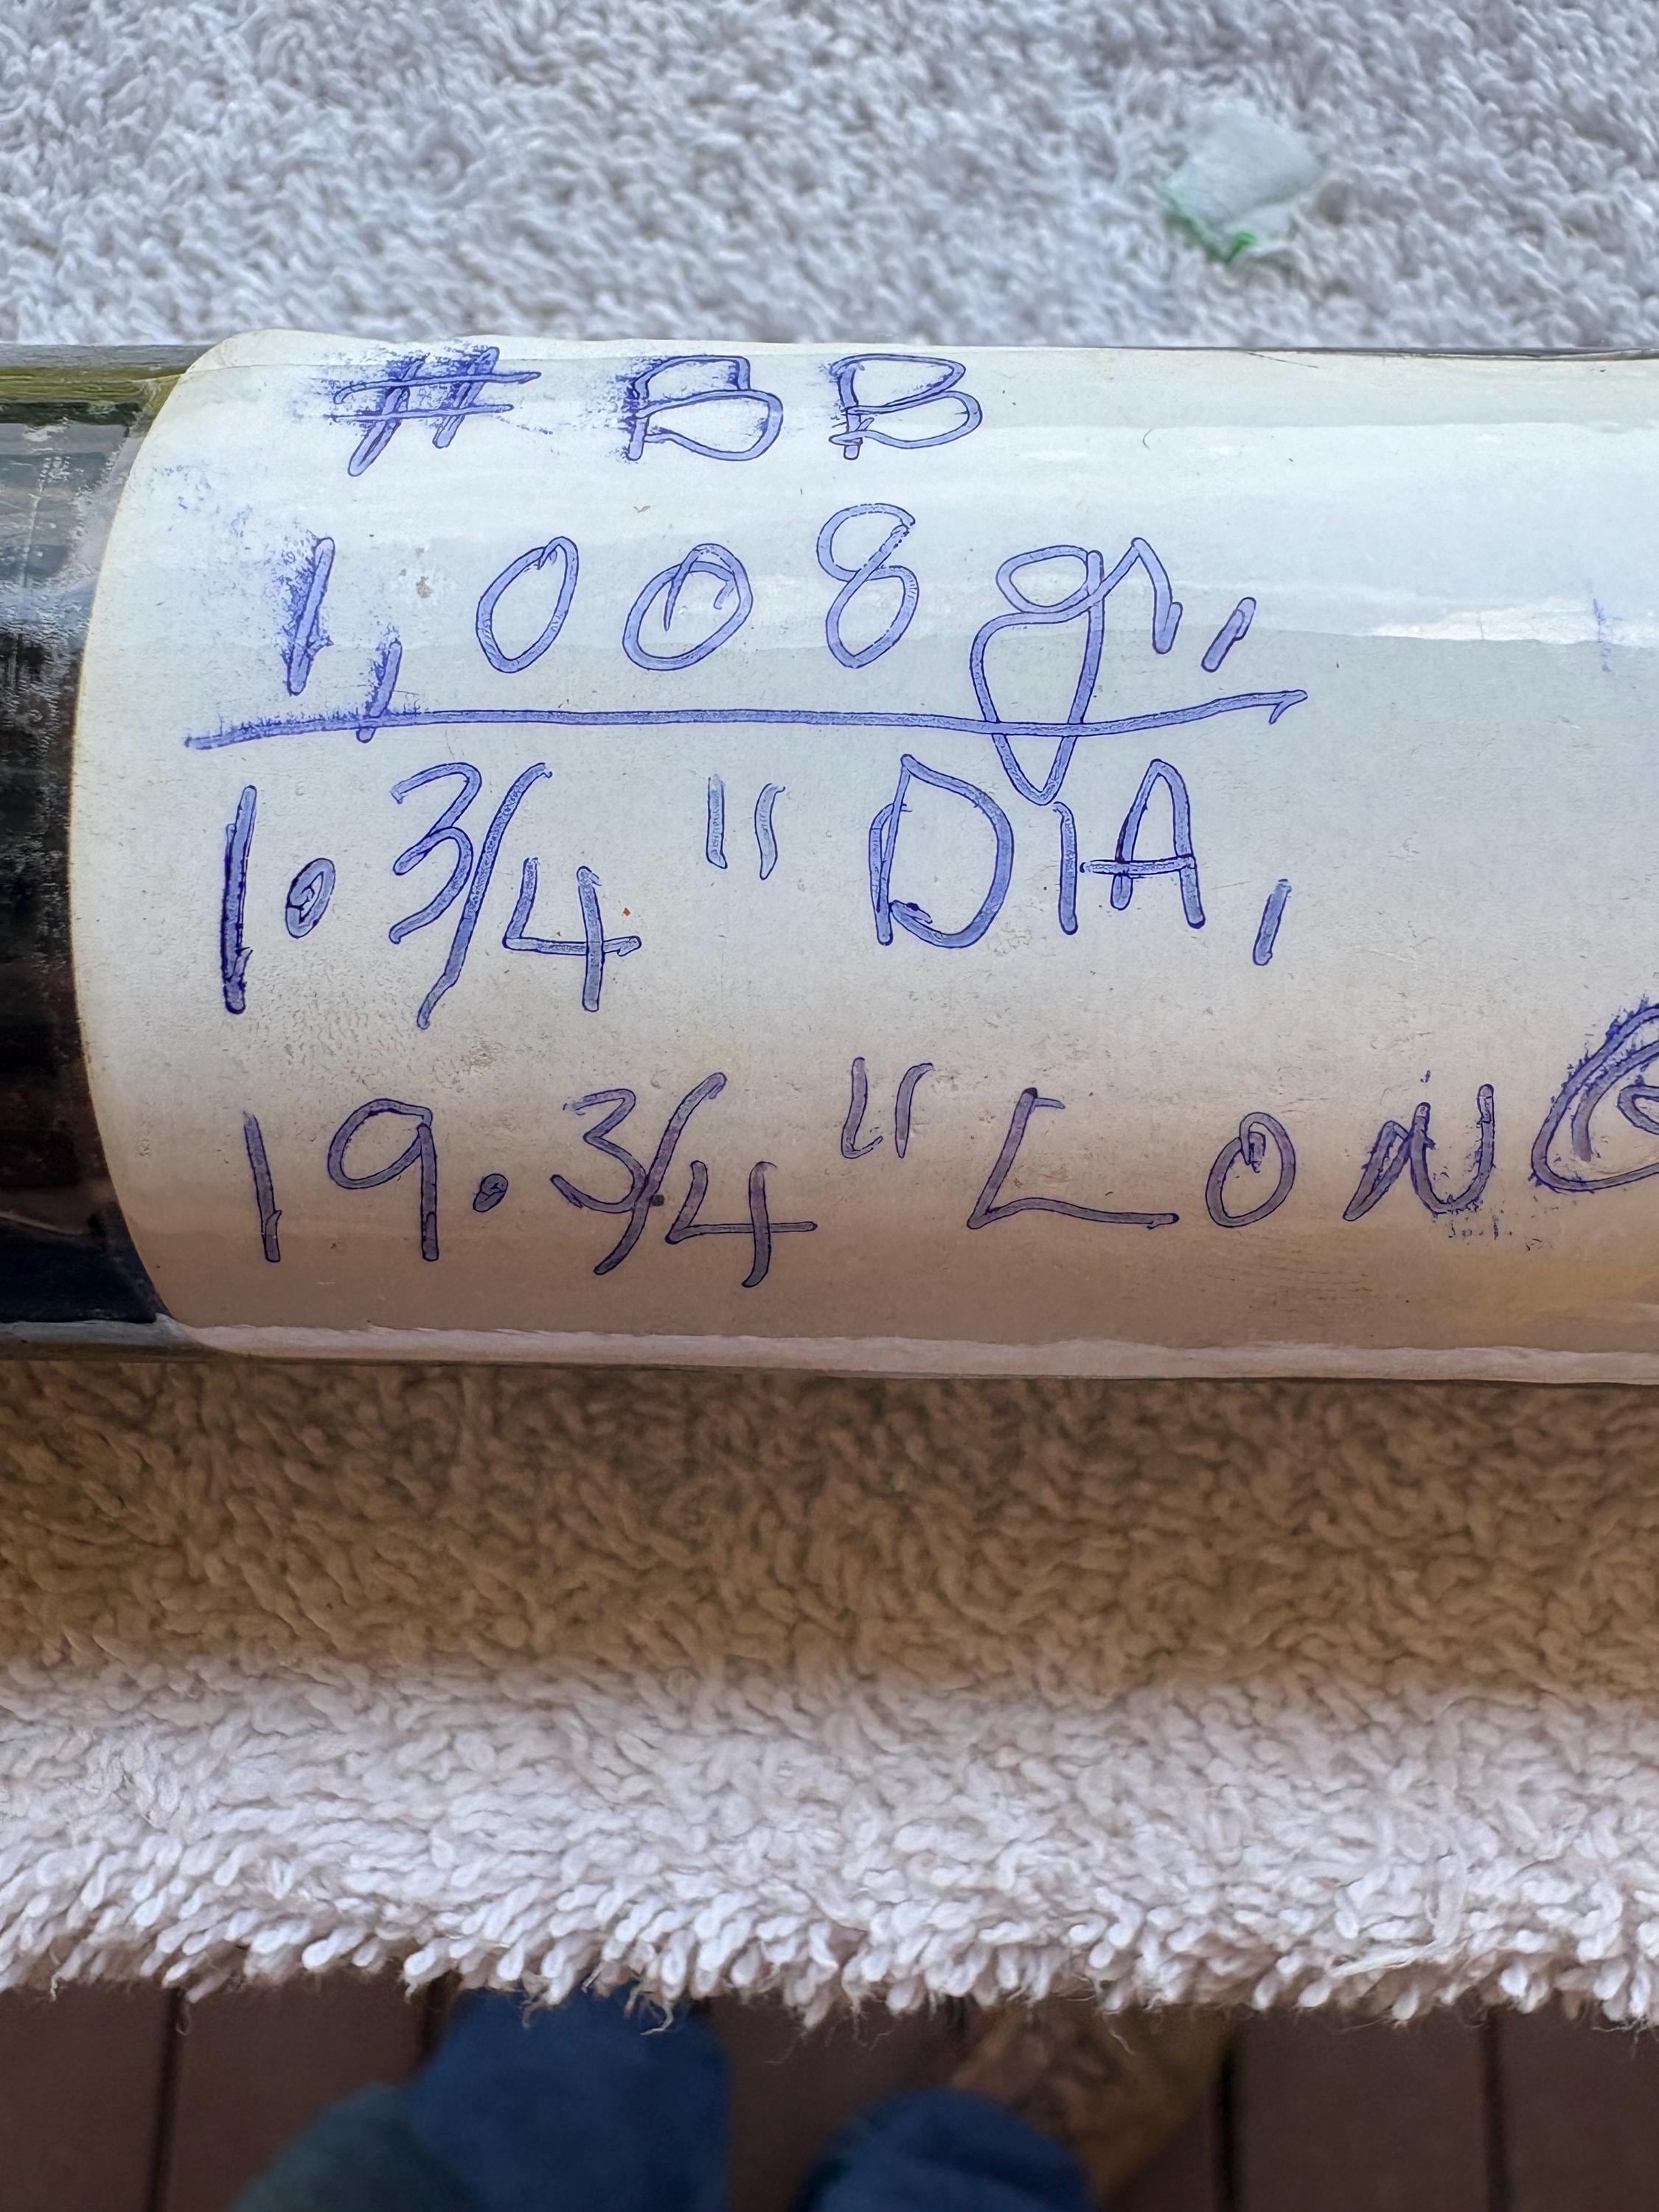 # BB
1,008 gr,
1.3/4" DIA,
19.3/4" LONG